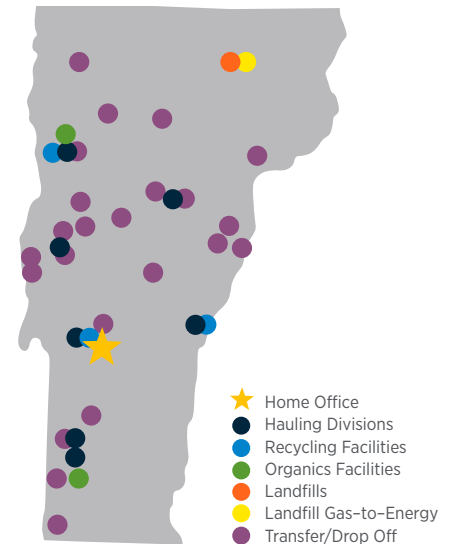 Home Office
Hauling Divisions
Recycling Facilities
Organics Facilities
Landfills
Landfill Gas–to–Energy
Transfer/Drop Off